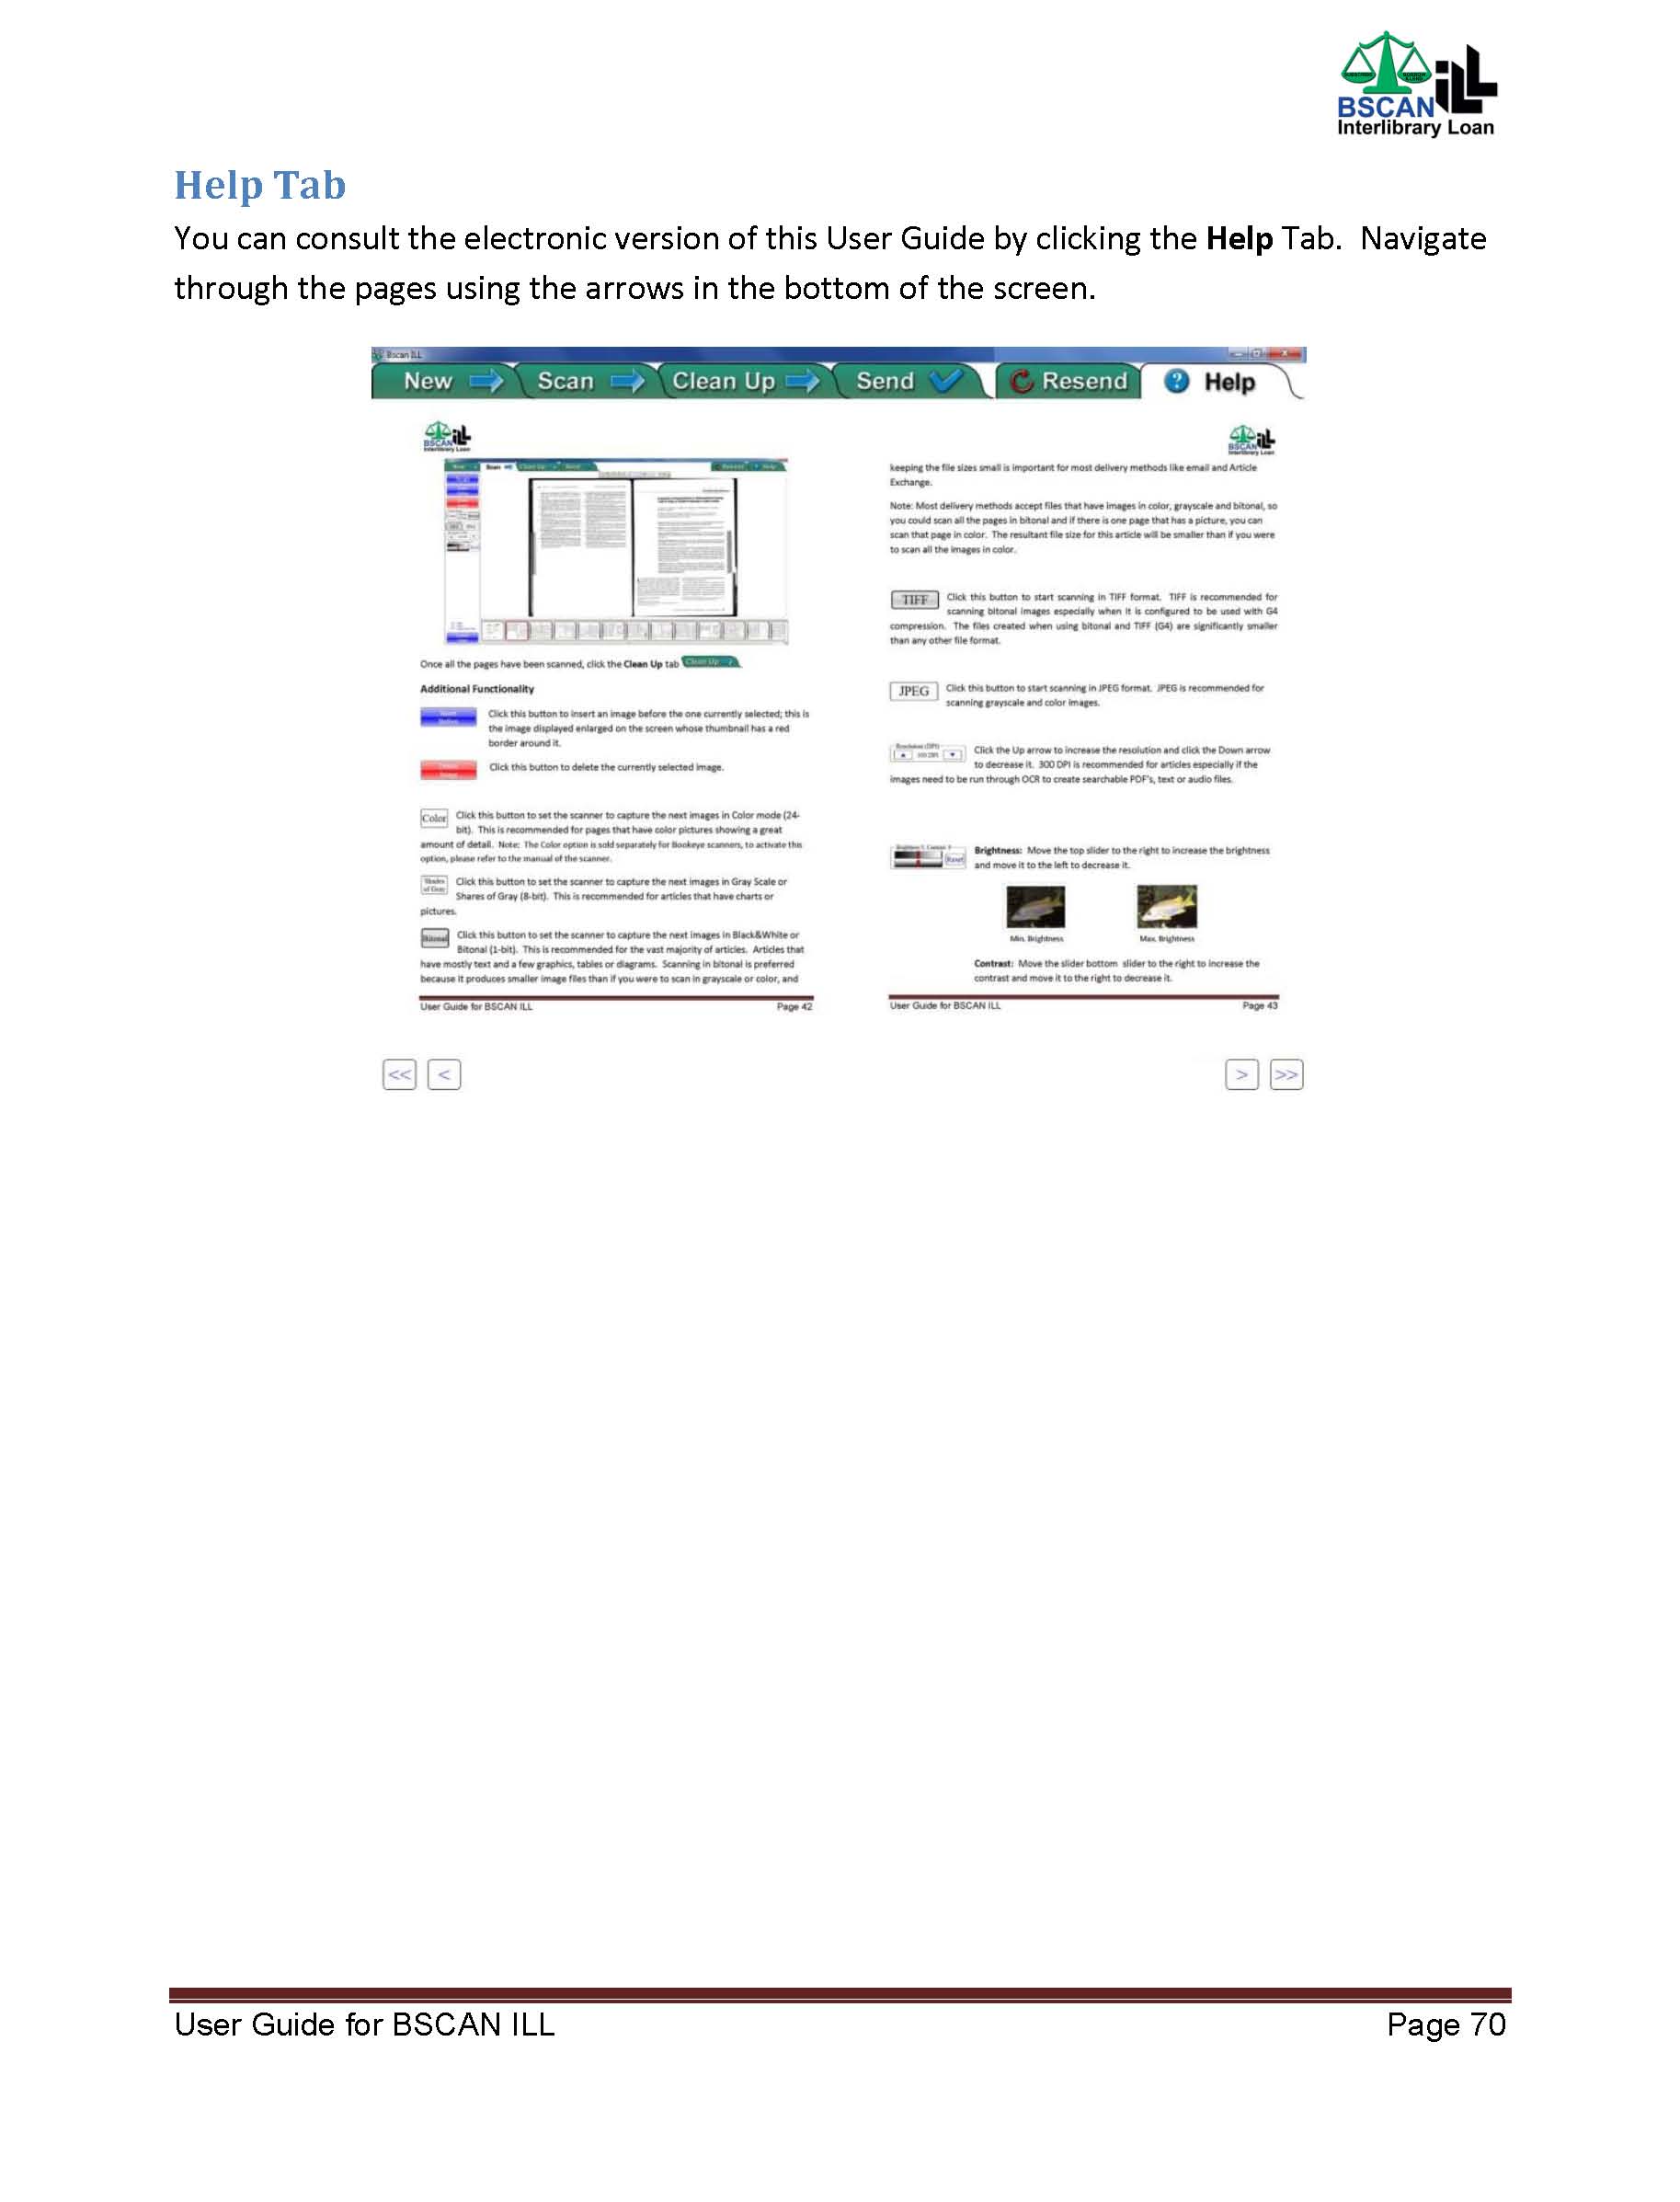 BSCAN ILL
Interlibrary Loan
Help Tab
You can consult the electronic version of this User Guide by clicking the Help Tab.  Navigate
through the pages using the arrows in the bottom of the screen.
Bscan ILL
New
Scan
Clean Up
Send
Resend
Help
BSCAN ILL
Interlibrary Loan
Once all the pages have been scanned, click the Clean Up tab Clean Up .
Additional Functionality
Click this button to insert an image before the one currently selected; this is
the image displayed enlarged on the screen whose thumbnail has a red
border around it.
Click this button to delete the currently selected image.
Color Click this button to set the scanner to capture the next images in Color mode (24-
bit).  This is recommended for pages that have color pictures showing a great
amount of detail.  Note: The Color option is sold separately for Bookeye scanners, to activate this
option, please refer to the manual of the scanner.
Shades
of Gray
Click this button to set the scanner to capture the next images in Gray Scale or
Shares of Gray (8-bit).  This is recommended for articles that have charts or
pictures.
Bitonal Click this button to set the scanner to capture the next images in Black&White or
Bitonal (1-bit).  This is recommended for the vast majority of articles.  Articles that
have mostly text and a few graphics, tables or diagrams.  Scanning in bitonal is preferred
because it produces smaller image files than if you were to scan in grayscale or color, and
User Guide for BSCAN ILL Page 42
BSCAN ILL
Interlibrary Loan
keeping the file sizes small is important for most delivery methods like email and Article
Exchange.
Note: Most delivery methods accept files that have images in color, grayscale and bitonal, so
you could scan all the pages in bitonal and if there is one page that has a picture, you can
scan that page in color.  The resultant file size for this article will be smaller than if you were
to scan all the images in color.
TIFF Click this button to start scanning in TIFF format.  TIFF is recommended for
scanning bitonal images especially when it is configured to be used with G4
compression.  The files created when using bitonal and TIFF (G4) are significantly smaller
than any other file format.
JPEG Click this button to start scanning in JPEG format.  JPEG is recommended for
scanning grayscale and color images.
Resolution (DPI)
Click the Up arrow to increase the resolution and click the Down arrow
to decrease it.  300 DPI is recommended for articles especially if the
images need to be run through OCR to create searchable PDF's, text or audio files.
Reset
Brightness:  Move the top slider to the right to increase the brightness
and move it to the left to decrease it.
Min. Brightness Max. Brightness
Contrast:  Move the slider bottom  slider to the right to increase the
contrast and move it to the right to decrease it.
User Guide for BSCAN ILL Page 43
<< < > >>
User Guide for BSCAN ILL Page 70